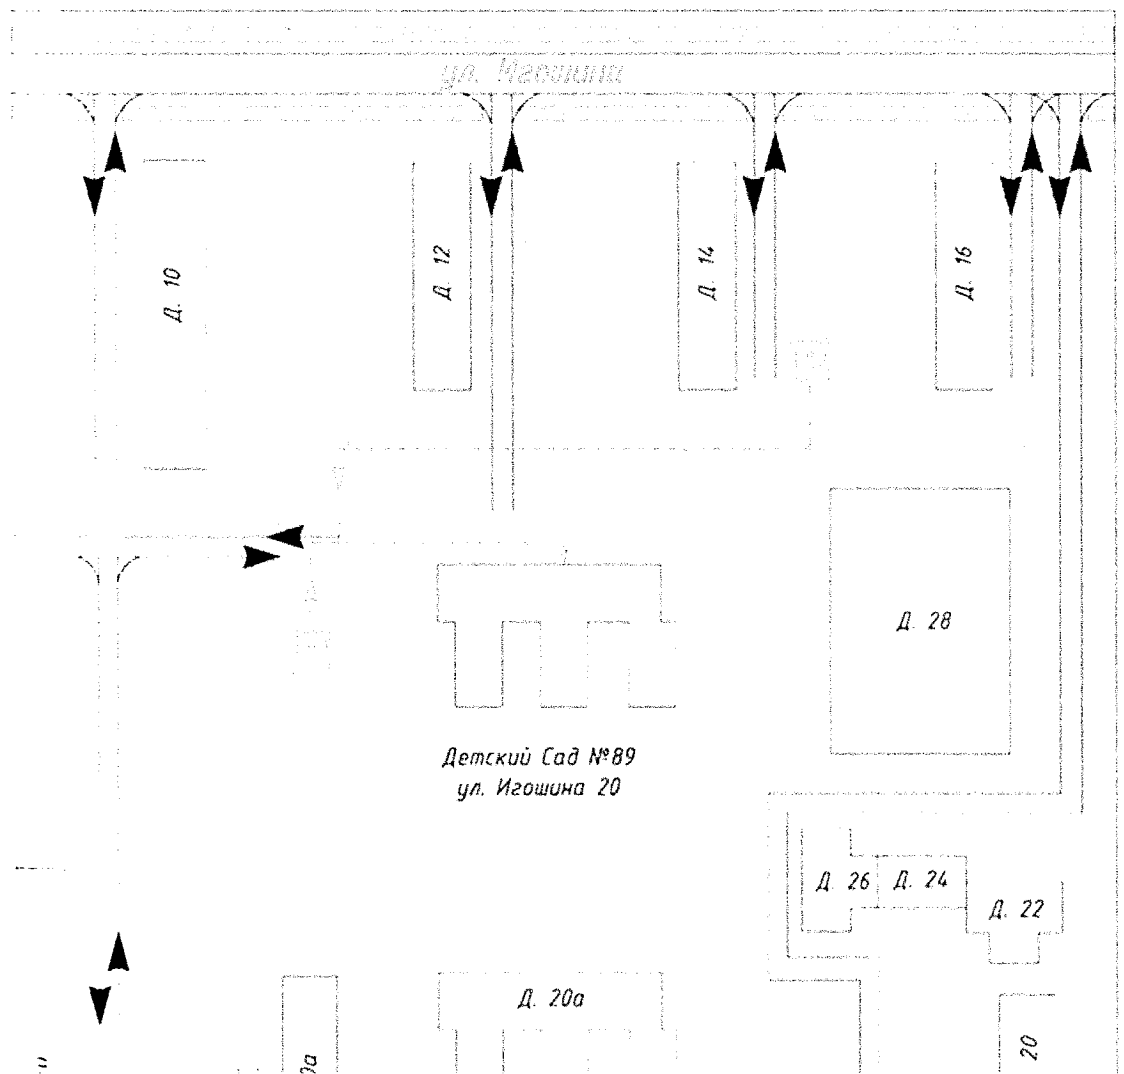 ул. Игошина
Д. 10
Д. 12
Д. 14
Д. 16
Д. 28
Детский Сад №89
ул. Игошина 20
Д. 26
Д. 24
Д. 22
Д. 20а
20